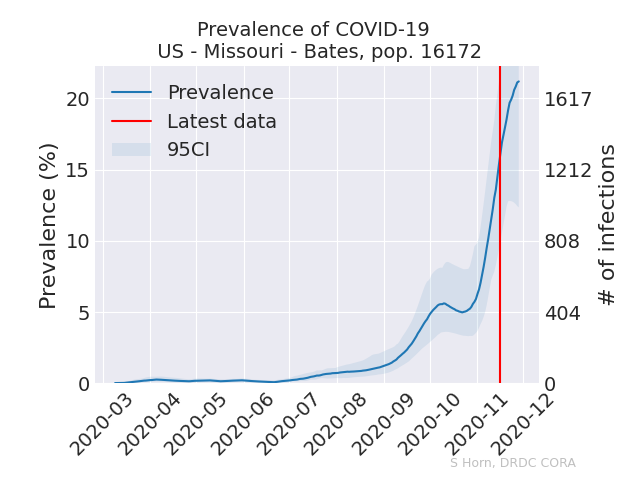 Prevalence of COVID-19
US - Missouri - Bates, pop. 16172
Prevalence
Latest data
95CI
Prevalence (%)
20
15
10
5
0
1617
1212
808
404
0
# of infections
2020-03
2020-04
2020-05
2020-06
2020-07
2020-08
2020-09
2020-10
2020-11
2020-12
S Horn, DRDC CORA